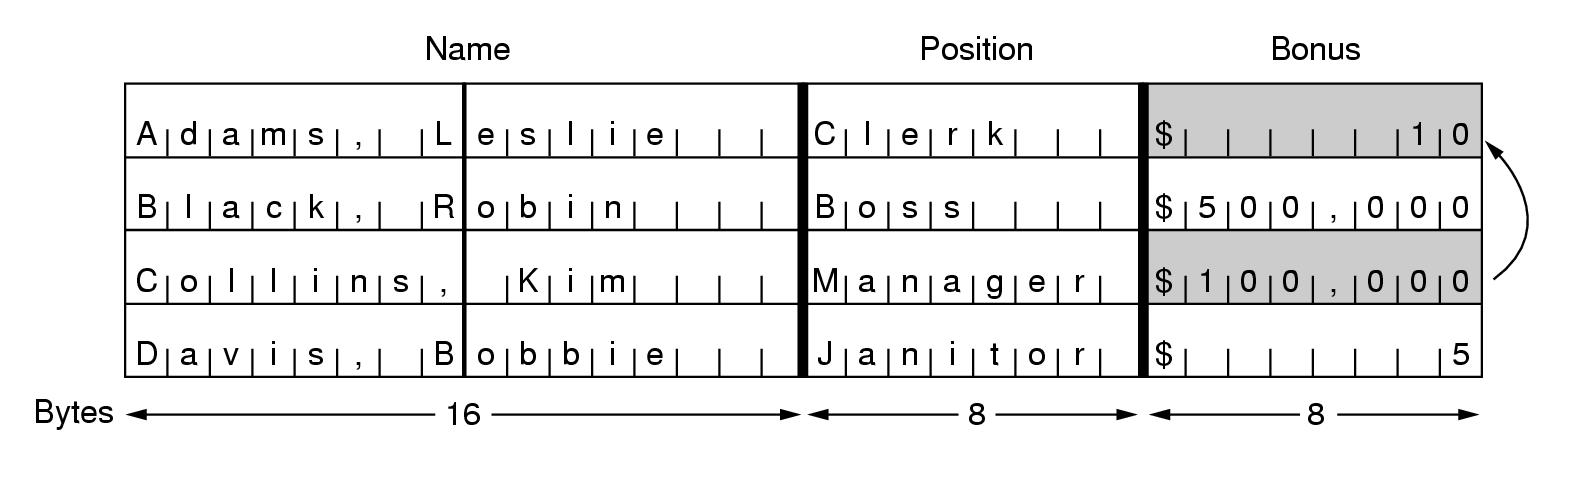 Name Position Bonus
Adams, Leslie Clerk $ 10
Black, Robin Boss $500,000
Collins, Kim Manager $100,000
Davis, Bobbie Janitor $ 5
Bytes 16 8 8